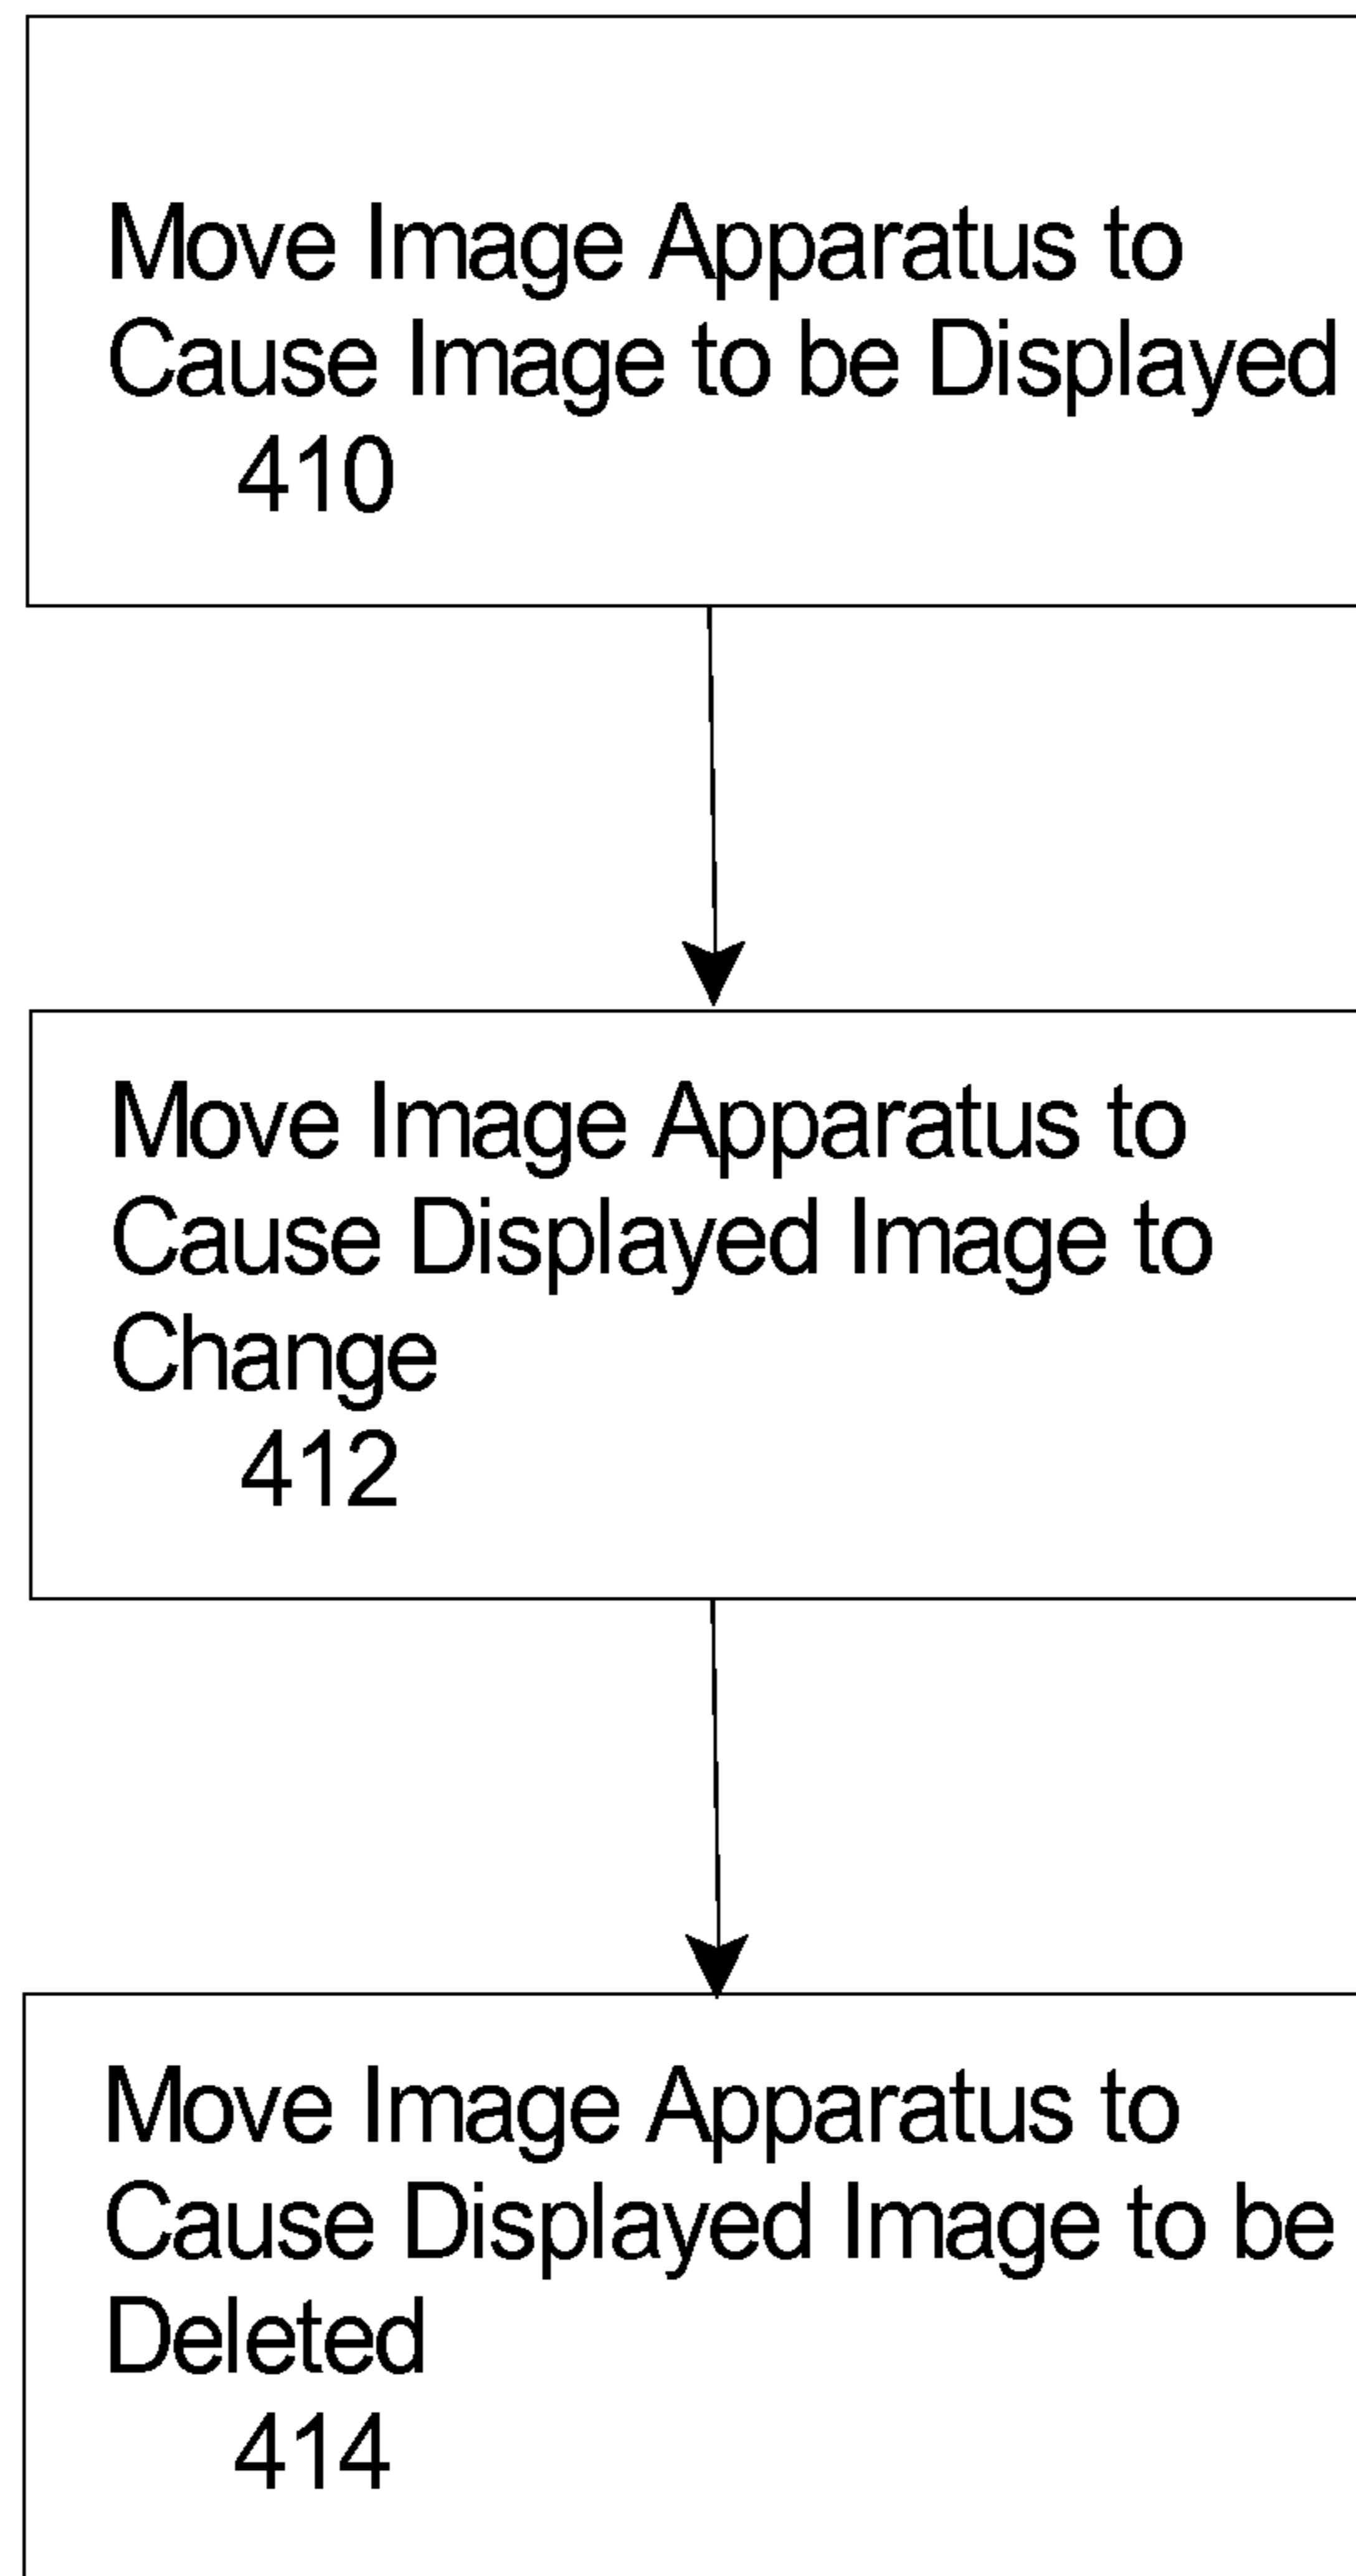 Move Image Apparatus to
Cause Image to be Displayed
410
Move Image Apparatus to
Cause Displayed Image to
Change
412
Move Image Apparatus to
Cause Displayed Image to be
Deleted
414